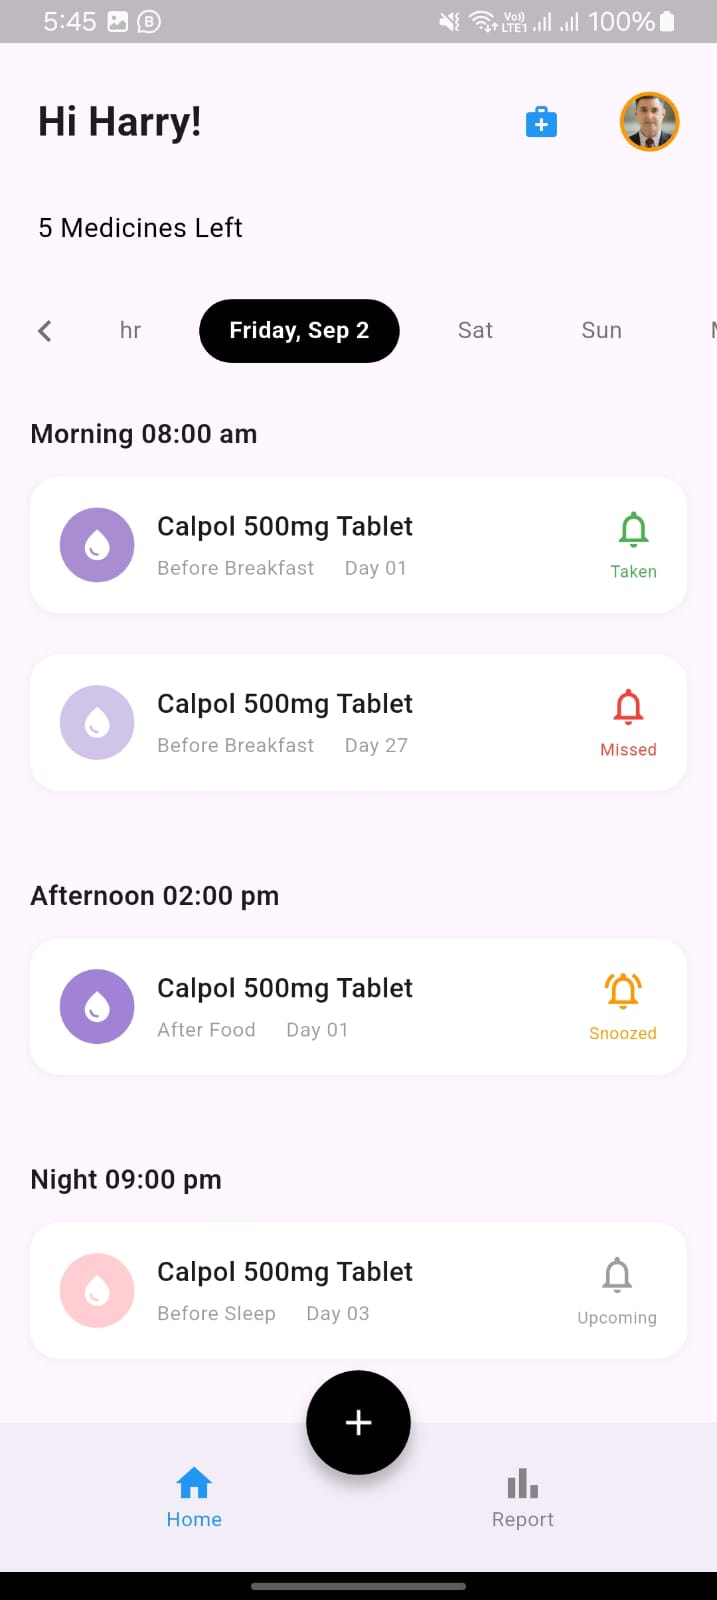 5:45 100%
Vo))
LTE1
Hi Harry!
5 Medicines Left
hr Friday, Sep 2 Sat Sun
Morning 08:00 am
Calpol 500mg Tablet
Before Breakfast Day 01
Taken
Calpol 500mg Tablet
Before Breakfast Day 27
Missed
Afternoon 02:00 pm
Calpol 500mg Tablet
After Food Day 01
Snoozed
Night 09:00 pm
Calpol 500mg Tablet
Before Sleep Day 03
Upcoming
Home Report